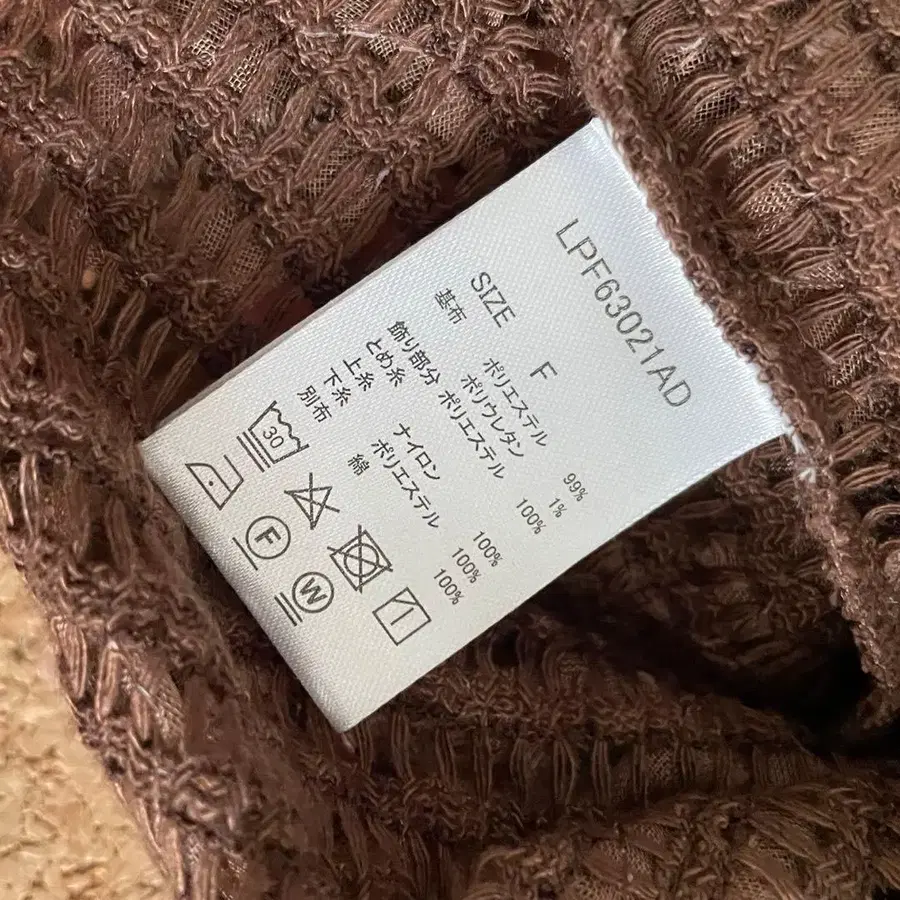 LPF63021AD
SIZE F
基布 ポリエステル 99%
ポリウレタン 1%
飾り部分 ポリエステル 100%
とめ糸
上糸 ナイロン 100%
下糸 ポリエステル 100%
別布 綿 100%
30
F
W